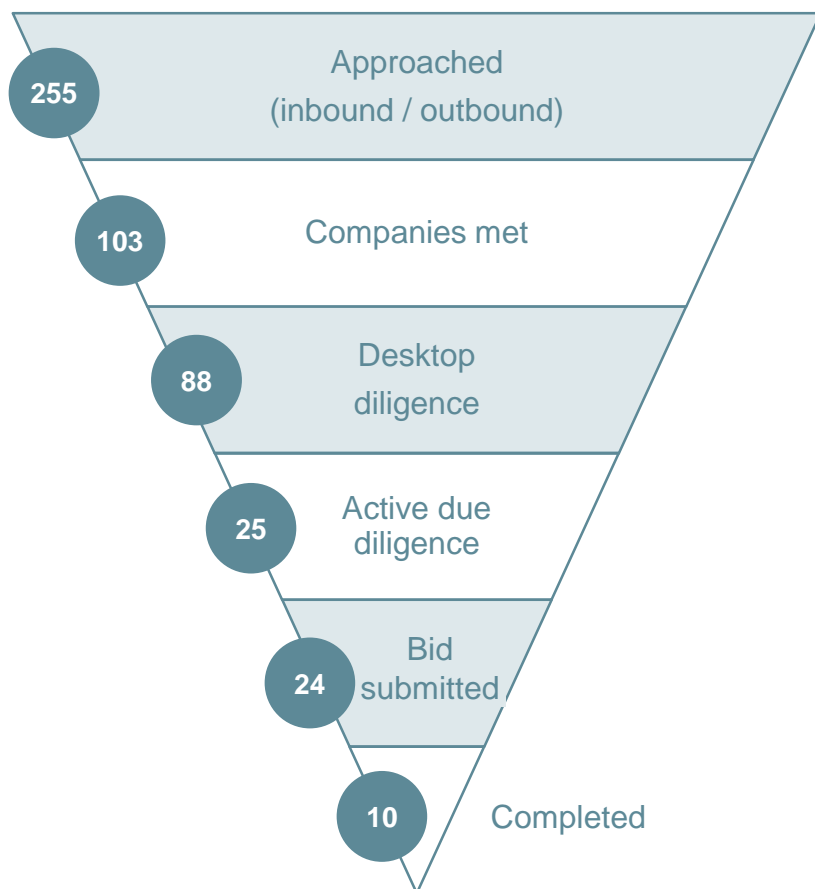 255
Approached
(inbound / outbound)
103
Companies met
88
Desktop
diligence
25
Active due
diligence
24
Bid
submitted
10
Completed